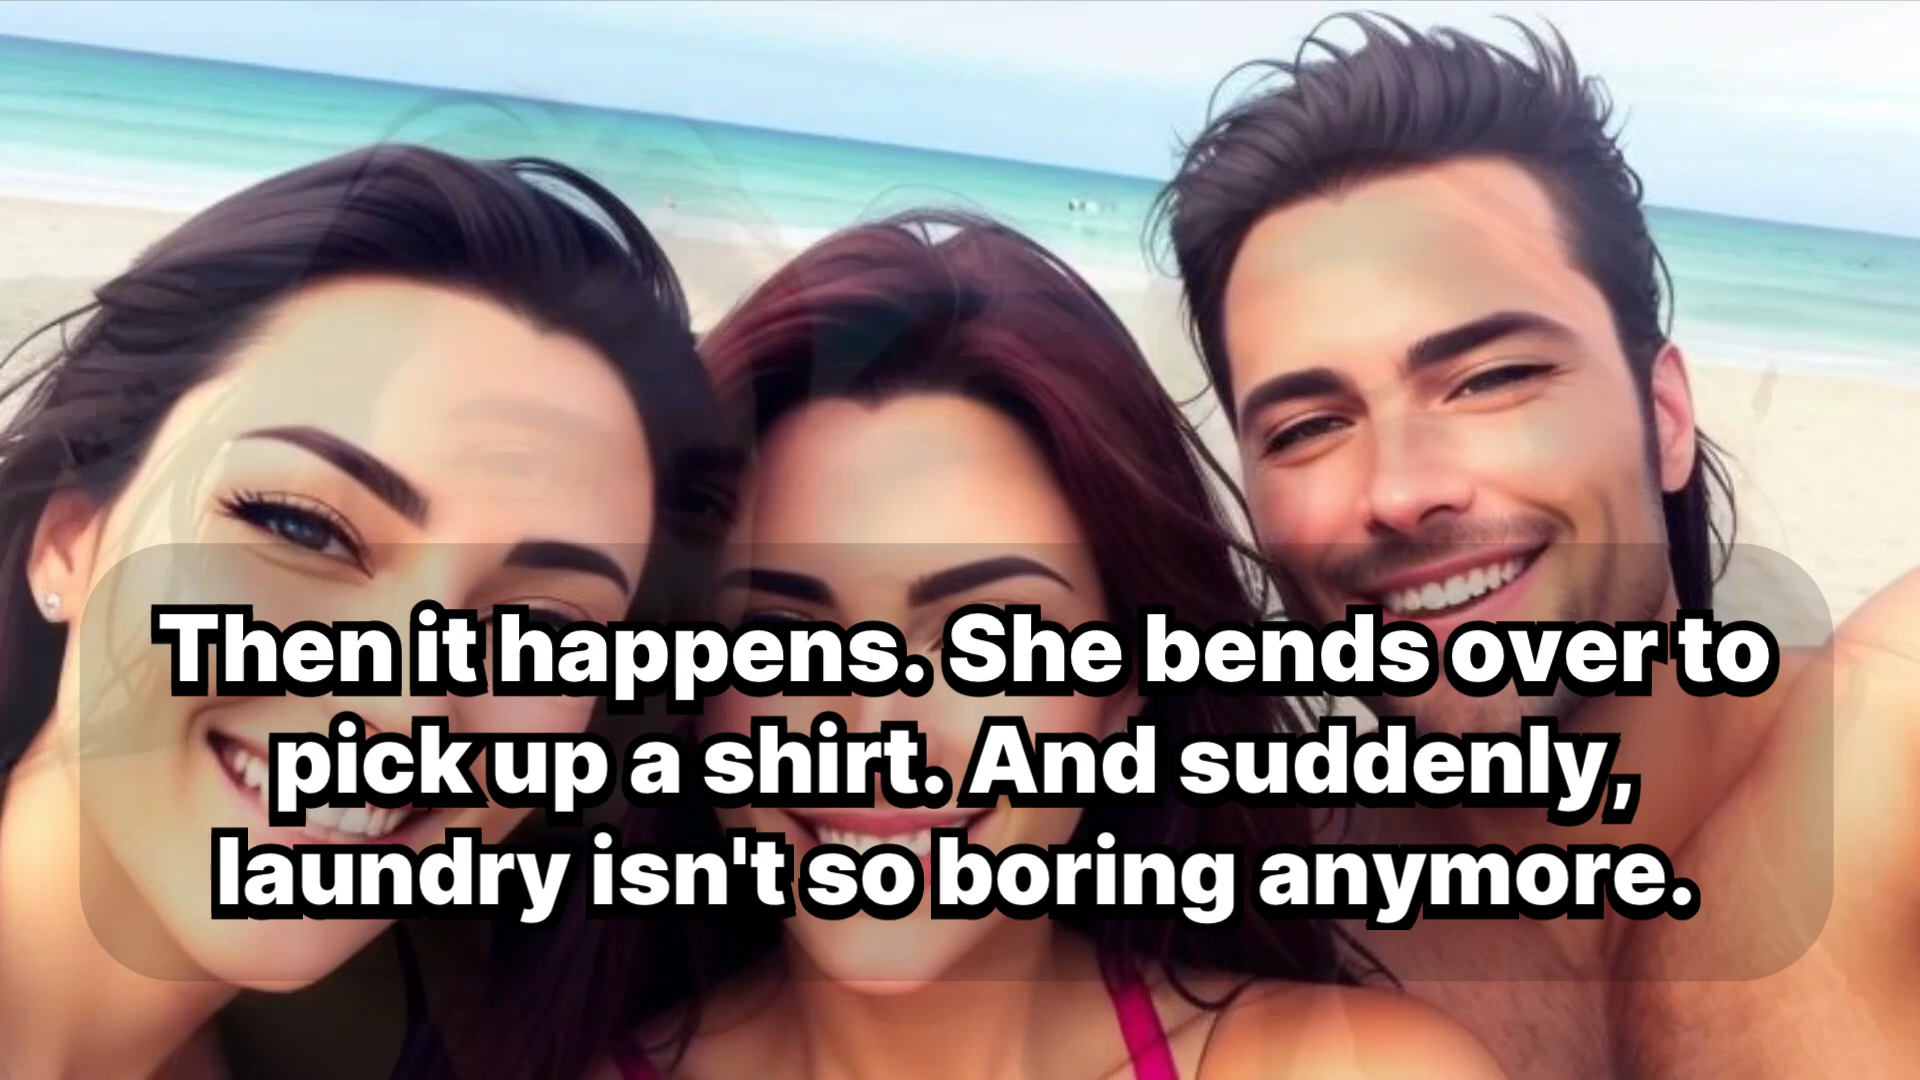 Then it happens. She bends over to
pick up a shirt. And suddenly,
laundry isn't so boring anymore.